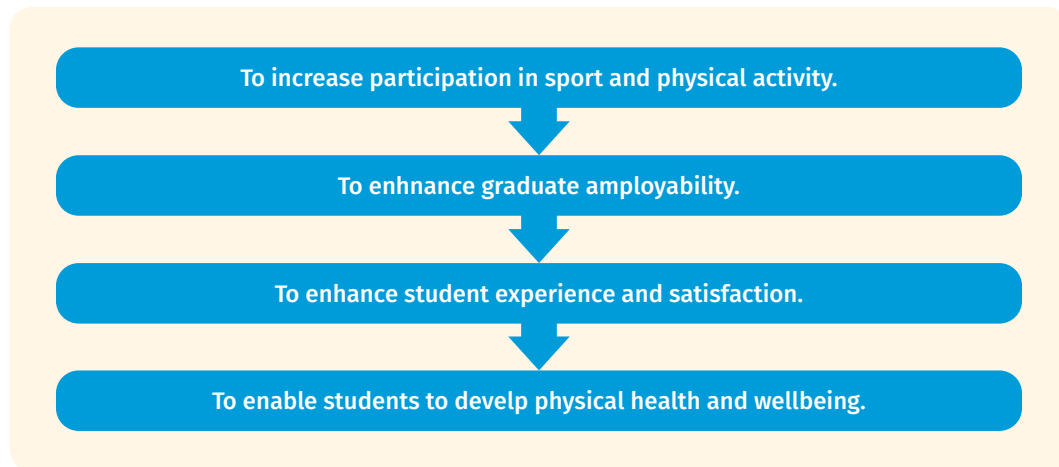 To increase participation in sport and physical activity.
To enhnance graduate amployability.
To enhance student experience and satisfaction.
To enable students to develp physical health and wellbeing.